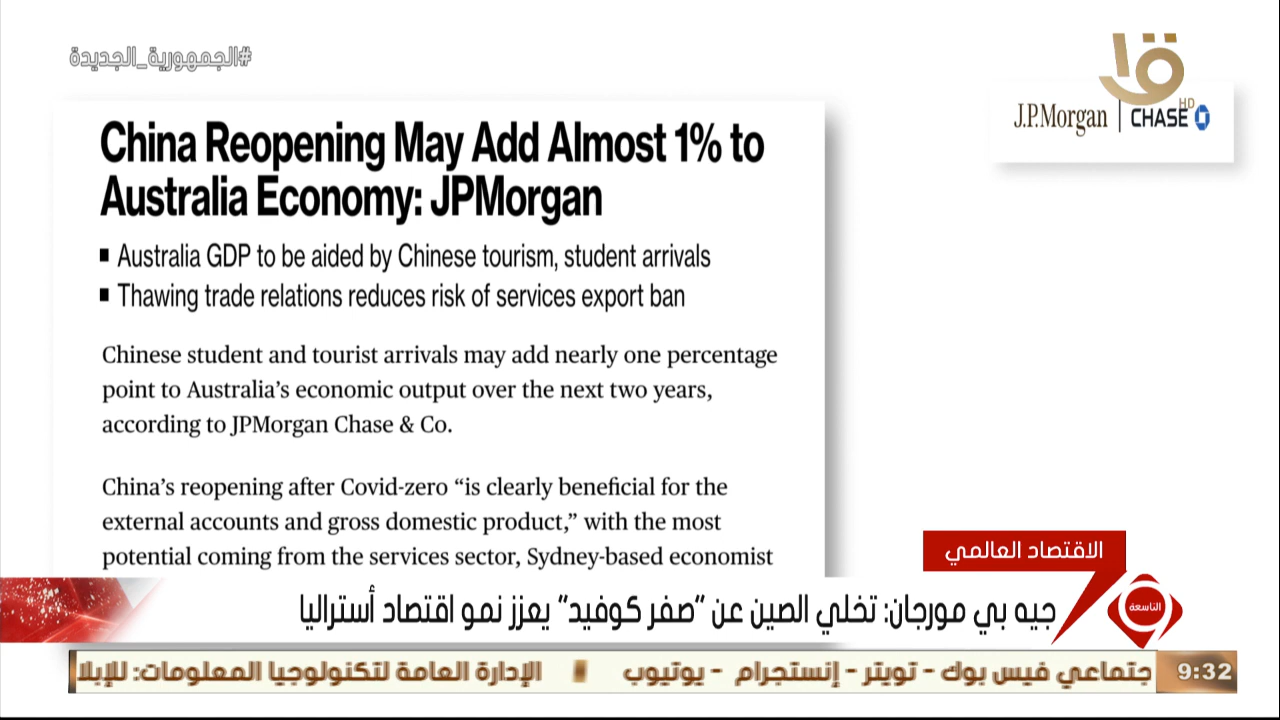 #الجمهورية_الجديدة
HD
J.P.Morgan | CHASE
China Reopening May Add Almost 1% to
Australia Economy: JPMorgan
▪ Australia GDP to be aided by Chinese tourism, student arrivals
▪ Thawing trade relations reduces risk of services export ban
Chinese student and tourist arrivals may add nearly one percentage
point to Australia’s economic output over the next two years,
according to JPMorgan Chase & Co.
China’s reopening after Covid-zero “is clearly beneficial for the
external accounts and gross domestic product,” with the most
potential coming from the services sector, Sydney-based economist
الاقتصاد العالمي
التاسعة
جيه بي مورجان: تخلي الصين عن "صفر كوفيد" يعزز نمو اقتصاد أستراليا
9:32
جتماعي فيس بوك - تويتر - إنستجرام - يوتيوب الإدارة العامة لتكنولوجيا المعلومات: للإبلا